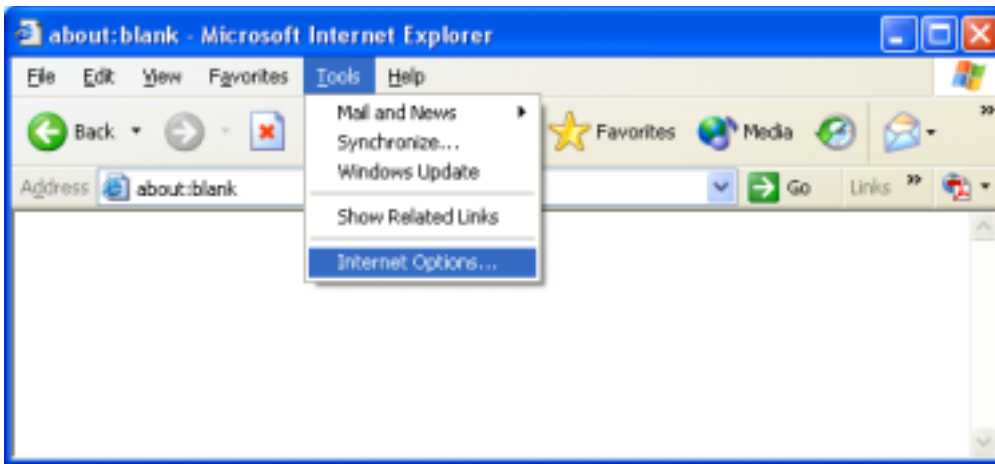 about:blank - Microsoft Internet Explorer
File Edit View Favorites Tools Help
Back Favorites Media
Address about:blank Go Links »
Mail and News
Synchronize...
Windows Update
Show Related Links
Internet Options...